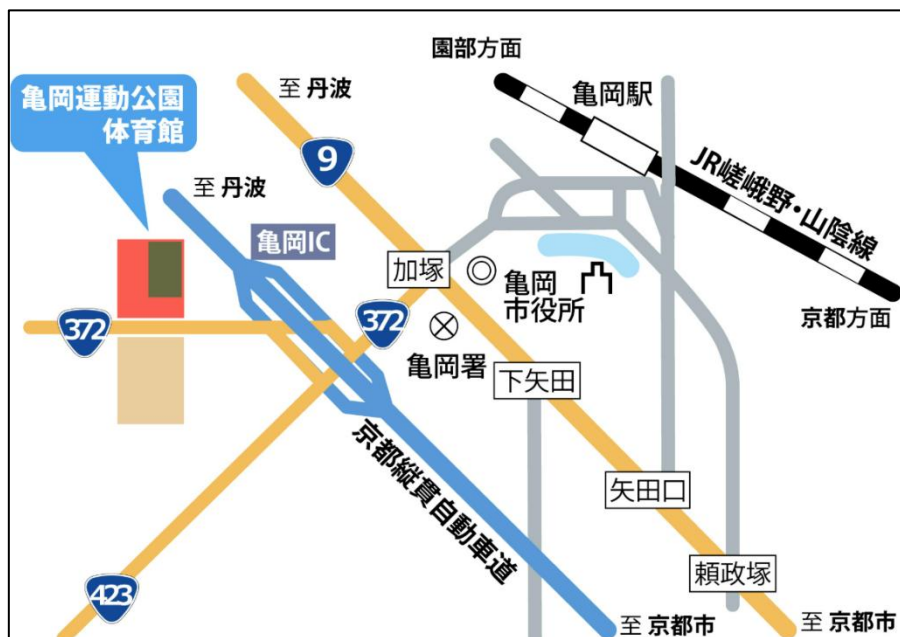 園部方面
亀岡駅
JR嵯峨野・山陰線
京都方面
至 丹波
9
亀岡運動公園
体育館
至 丹波
亀岡IC
加塚
亀岡
市役所
372
372
亀岡署
下矢田
京都縦貫自動車道
矢田口
頼政塚
423
至 京都市
至 京都市